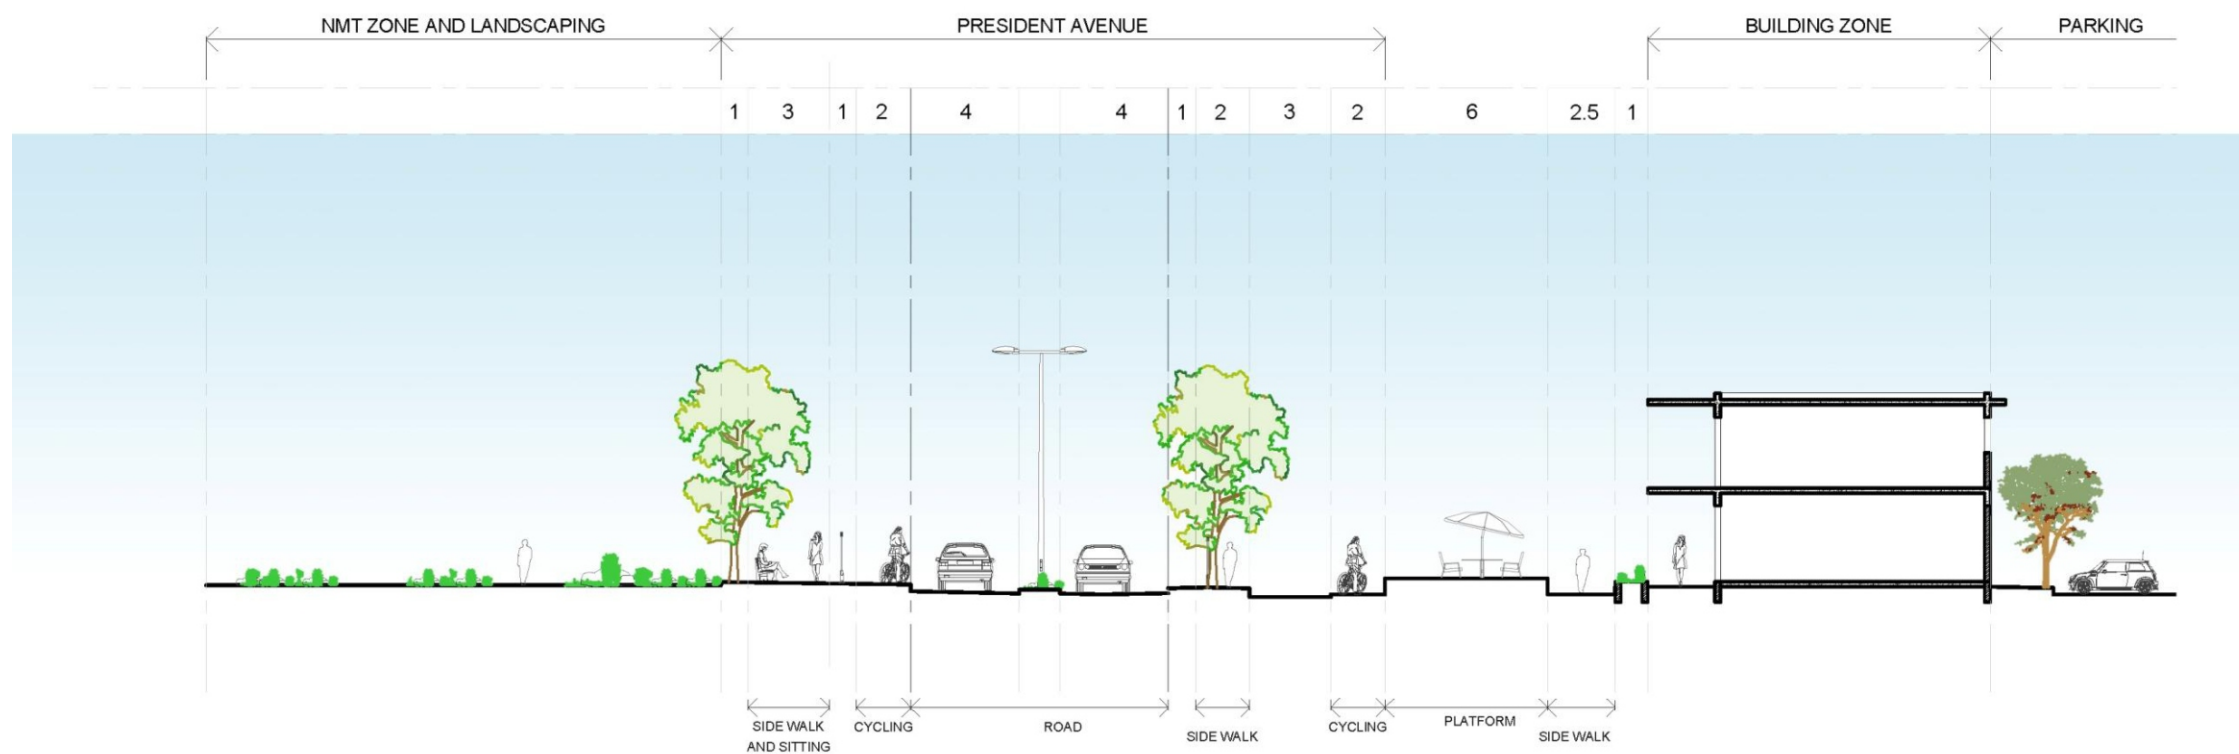 NMT ZONE AND LANDSCAPING
PRESIDENT AVENUE
BUILDING ZONE
PARKING
1 3 1 2 4 4 1 2 3 2 6 2.5 1
SIDE WALK
AND SITTING
CYCLING
ROAD
SIDE WALK
CYCLING
PLATFORM
SIDE WALK